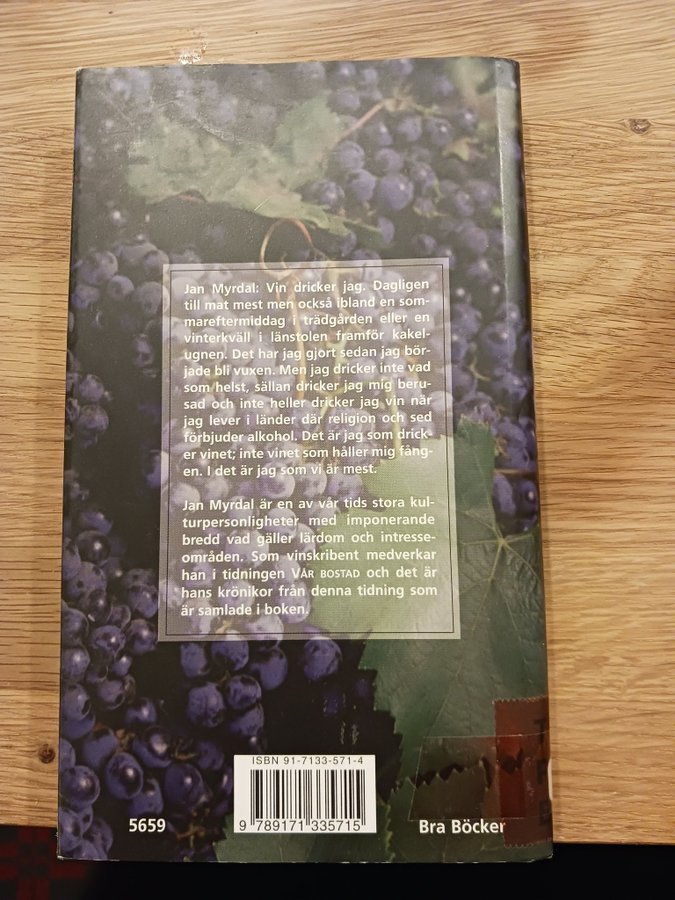 Jan Myrdal: Vin dricker jag. Dagligen
till mat mest men också ibland en som-
mareftermiddag i trädgården eller en
vinterkväll i länstolen framför kakel-
ugnen. Det har jag gjort sedan jag bör-
jade bli vuxen. Men jag dricker inte vad
som helst, sällan dricker jag mig beru-
sad och inte heller dricker jag vin när
jag lever i länder där religion och sed
förbjuder alkohol. Det är jag som drick-
er vinet; inte vinet som håller mig fång-
en. I det är jag som vi är mest.
Jan Myrdal är en av vår tids stora kul-
turpersonligheter med imponerande
bredd vad gäller lärdom och intresse-
områden. Som vinskribent medverkar
han i tidningen VÅR BOSTAD och det är
hans krönikor från denna tidning som
är samlade i boken.
ISBN 91-7133-571-4
9 789171 335715
5659
Bra Böcker